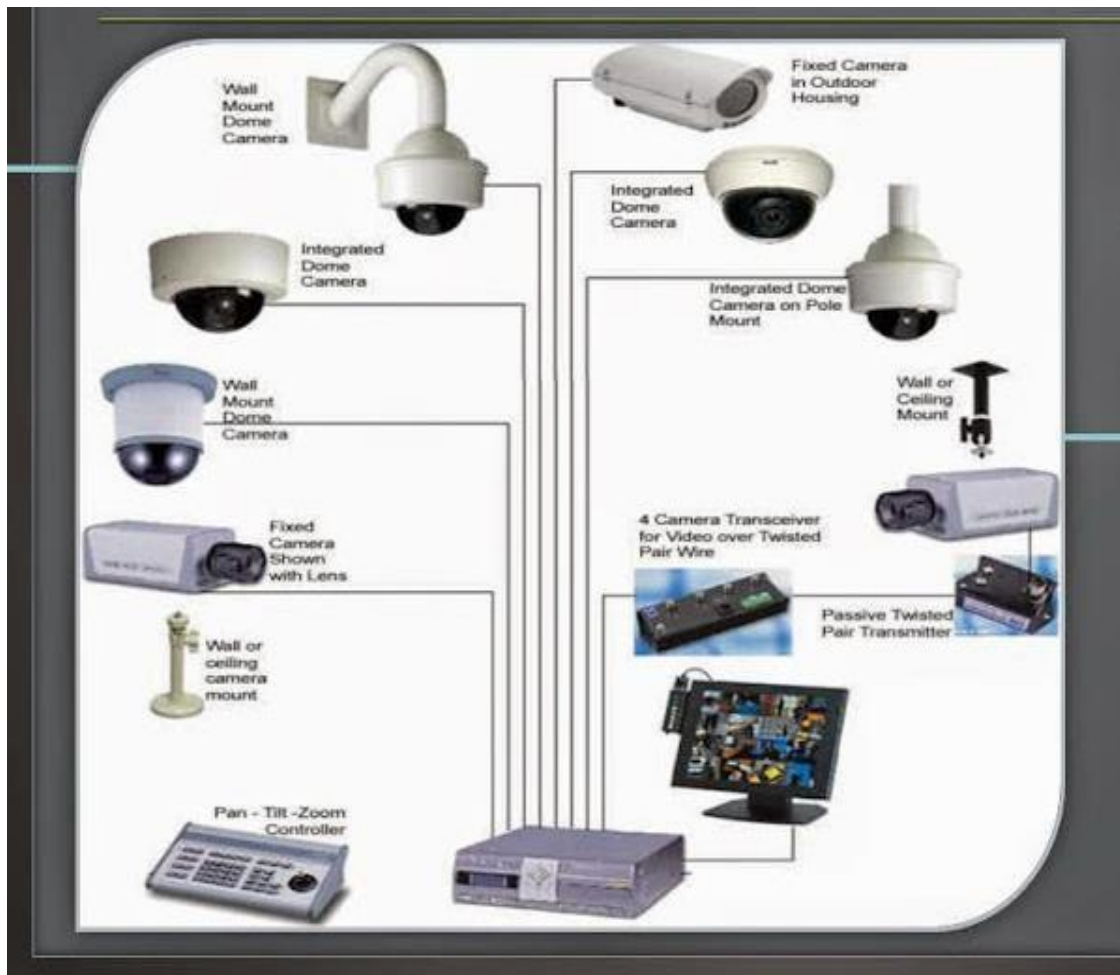 Wall
Mount
Dome
Camera
Fixed Camera
in Outdoor
Housing
Integrated
Dome
Camera
Integrated
Dome
Camera
Integrated Dome
Camera on Pole
Mount
Wall
Mount
Dome
Camera
Wall or
Ceiling
Mount
Fixed
Camera
Shown
with Lens
4 Camera Transceiver
for Video over Twisted
Pair Wire
Passive Twisted
Pair Transmitter
Wall or
ceiling
camera
mount
Pan - Tilt -Zoom
Controller